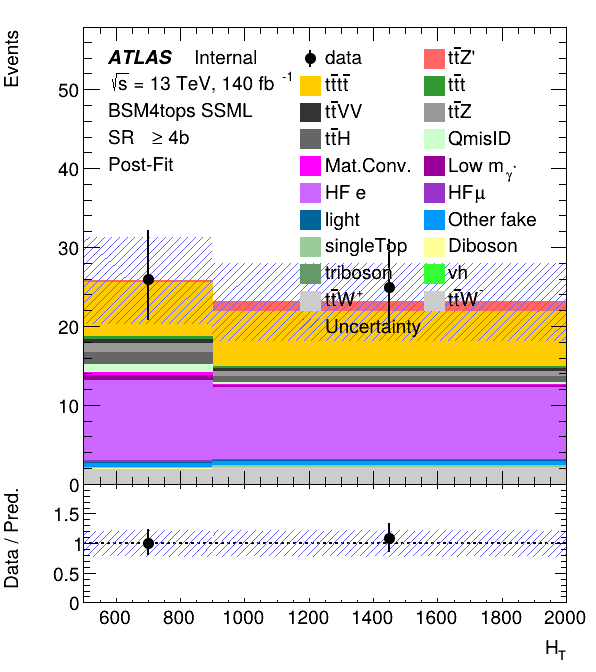 Events
ATLAS Internal
√s = 13 TeV, 140 fb⁻¹
BSM4tops SSML
SR ≥ 4b
Post-Fit
data
tt̄Z'
tt̄tt̄
tt̄t
tt̄VV
tt̄Z
tt̄H
QmisID
Mat.Conv.
Low m_γ*
HF e
HF μ
light
Other fake
singleTop
Diboson
triboson
vh
tt̄W⁺
tt̄W⁻
Uncertainty
50
40
30
20
10
0
Data / Pred.
1.5
1
0.5
0
600 800 1000 1200 1400 1600 1800 2000
H_T